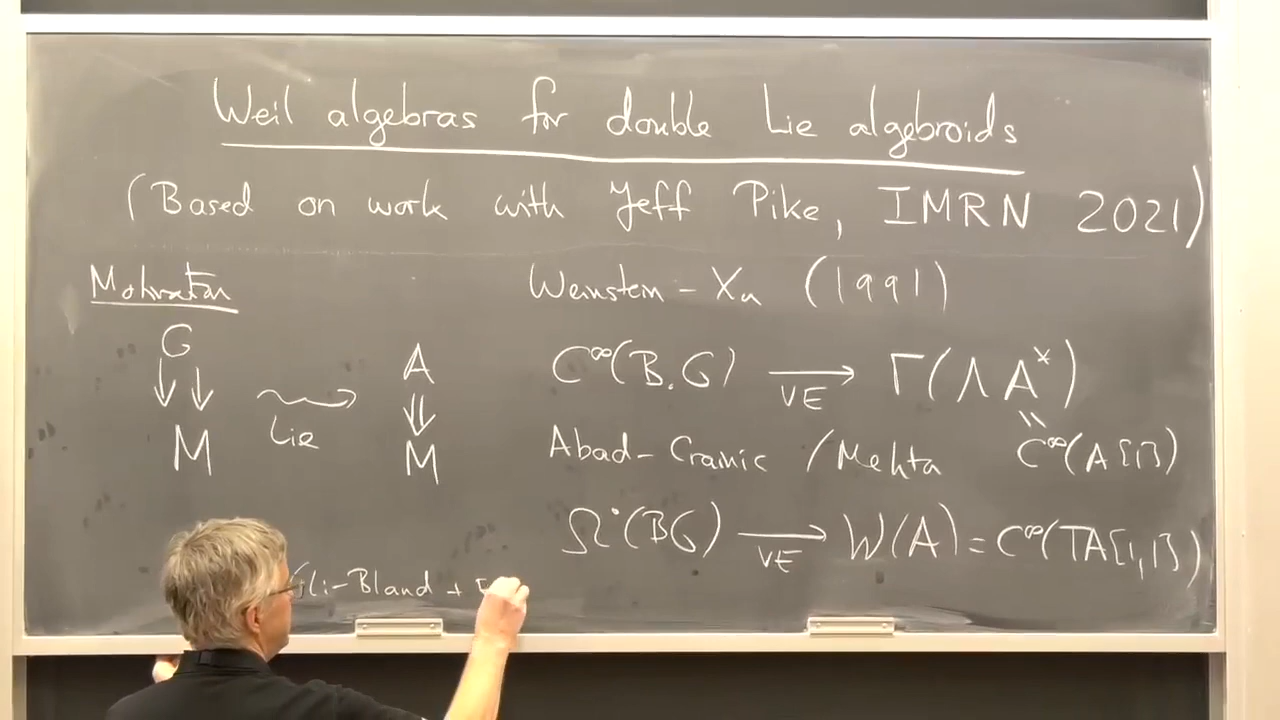 Weil algebras for double Lie algebroids
(Based on work with Jeff Pike, IMRN 2021)
Motivation
G
⇊
M
⇝
Lie
A
⇓
M
Weinstein - Xu (1991)
C^∞(B.G) → Γ(ΛA*)
VE
=
C^∞(A[1])
Abad-Crainic / Mehta
Ω^•(BG) → W(A) = C^∞(TA[1,1])
VE
Li-Bland +